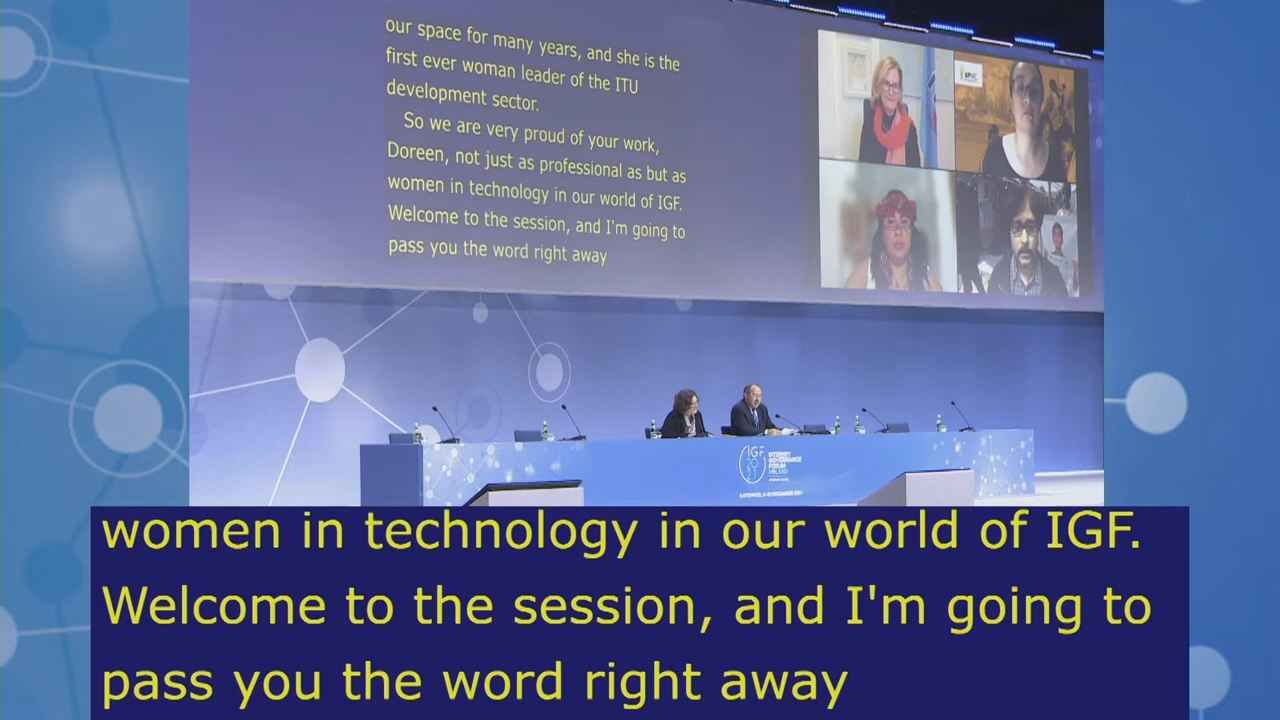 our space for many years, and she is the
first ever woman leader of the ITU
development sector.
So we are very proud of your work,
Doreen, not just as professional as but as
women in technology in our world of IGF.
Welcome to the session, and I'm going to
pass you the word right away
IGF
2021
INTERNET
GOVERNANCE
FORUM
POLAND
women in technology in our world of IGF.
Welcome to the session, and I'm going to
pass you the word right away